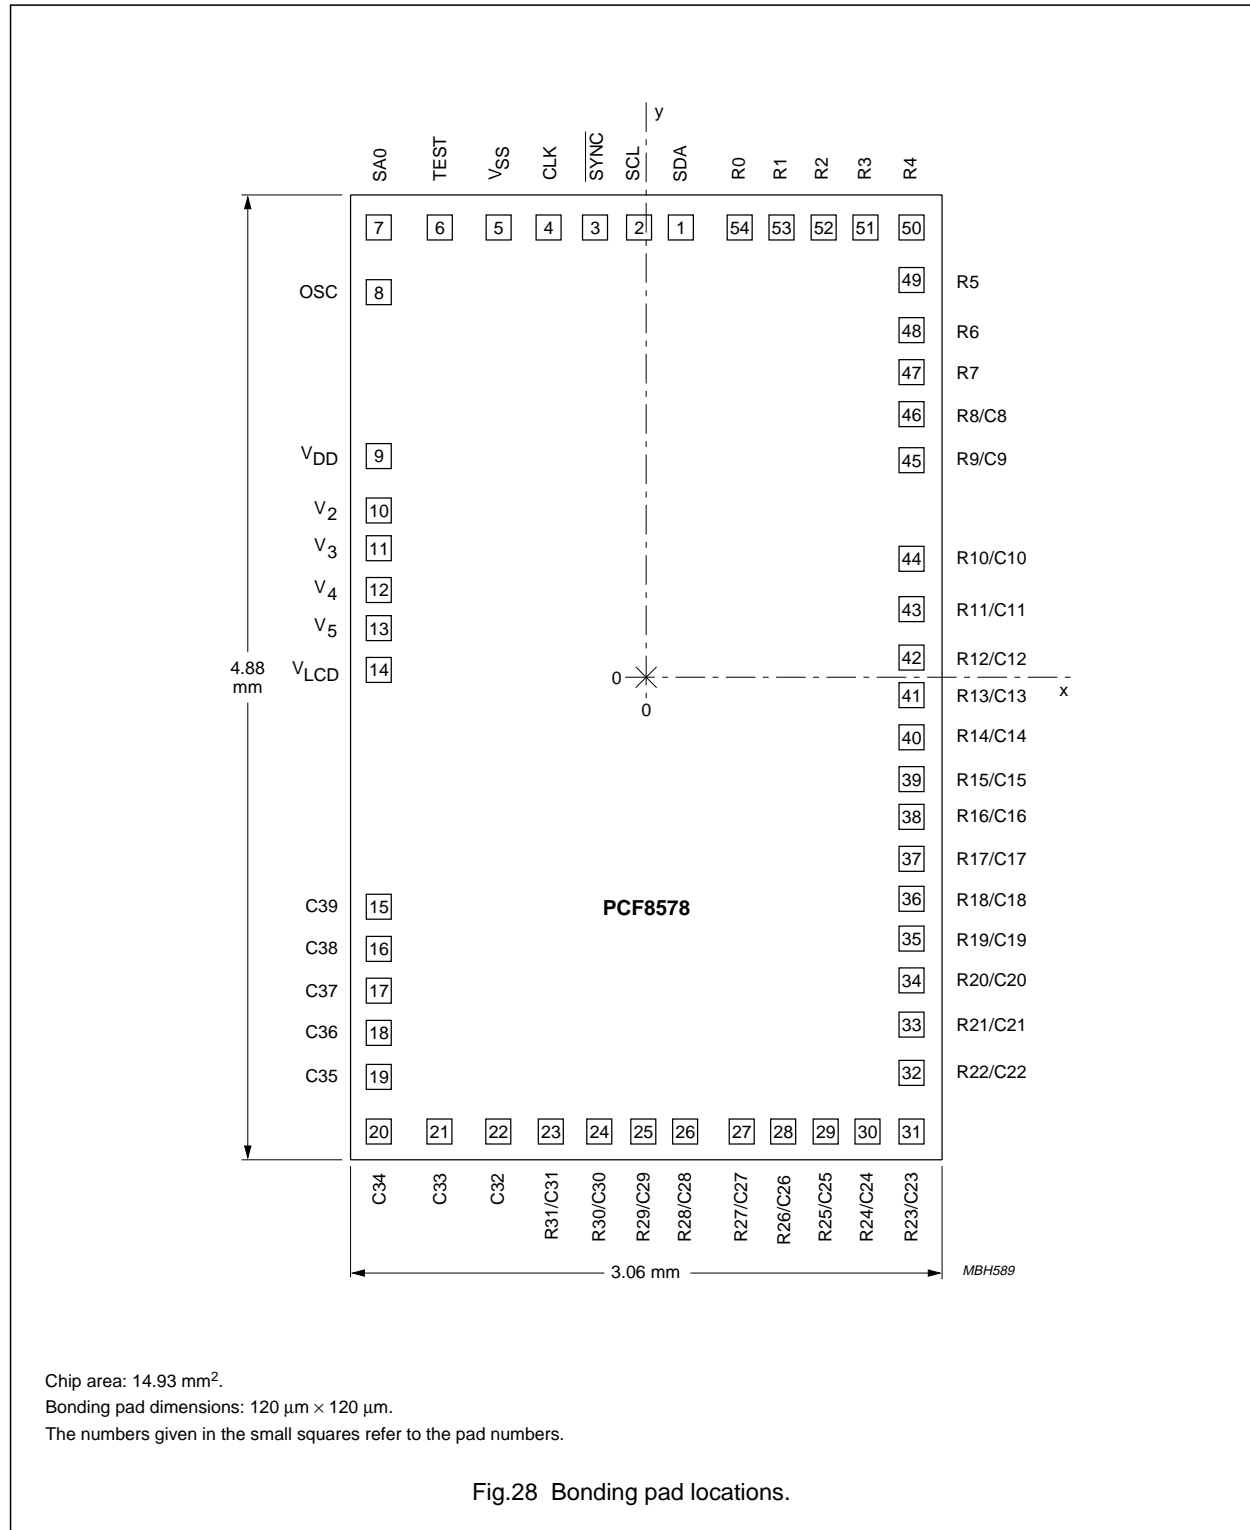 y
SA0
TEST
VSS
CLK
SYNC
SCL
SDA
R0
R1
R2
R3
R4
7
6
5
4
3
2
1
54
53
52
51
50
49 R5
OSC 8
48 R6
47 R7
46 R8/C8
VDD 9
45 R9/C9
V2 10
V3 11
44 R10/C10
V4 12
43 R11/C11
V5 13
42 R12/C12
VLCD 14
4.88
mm
0
x
0
41 R13/C13
40 R14/C14
39 R15/C15
38 R16/C16
37 R17/C17
36 R18/C18
C39 15
PCF8578
35 R19/C19
C38 16
34 R20/C20
C37 17
33 R21/C21
C36 18
32 R22/C22
C35 19
20
21
22
23
24
25
26
27
28
29
30
31
C34
C33
C32
R31/C31
R30/C30
R29/C29
R28/C28
R27/C27
R26/C26
R25/C25
R24/C24
R23/C23
3.06 mm
MBH589
Chip area: 14.93 mm².
Bonding pad dimensions: 120 μm × 120 μm.
The numbers given in the small squares refer to the pad numbers.
Fig.28 Bonding pad locations.